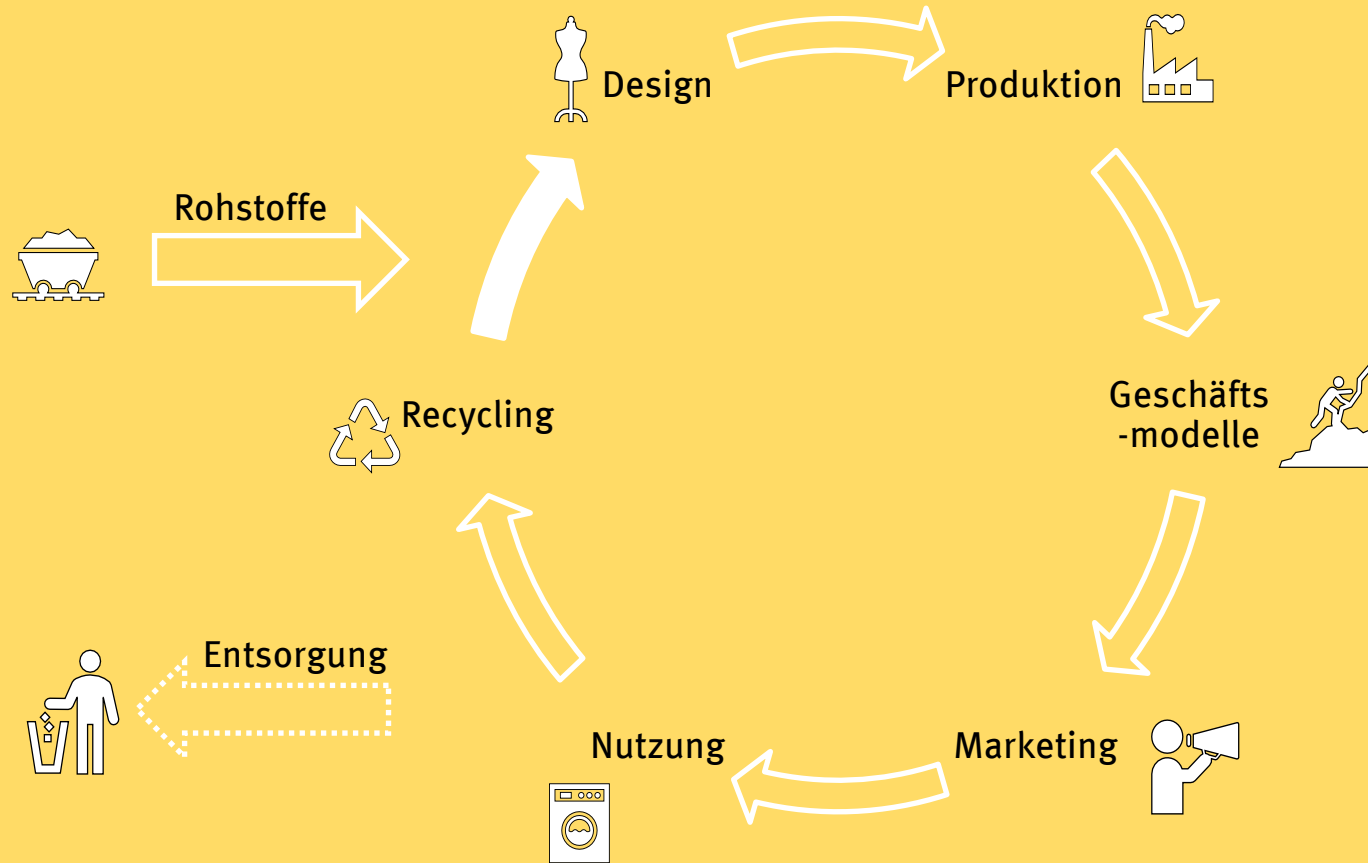 Design
Produktion
Rohstoffe
Recycling
Geschäfts
-modelle
Entsorgung
Nutzung
Marketing